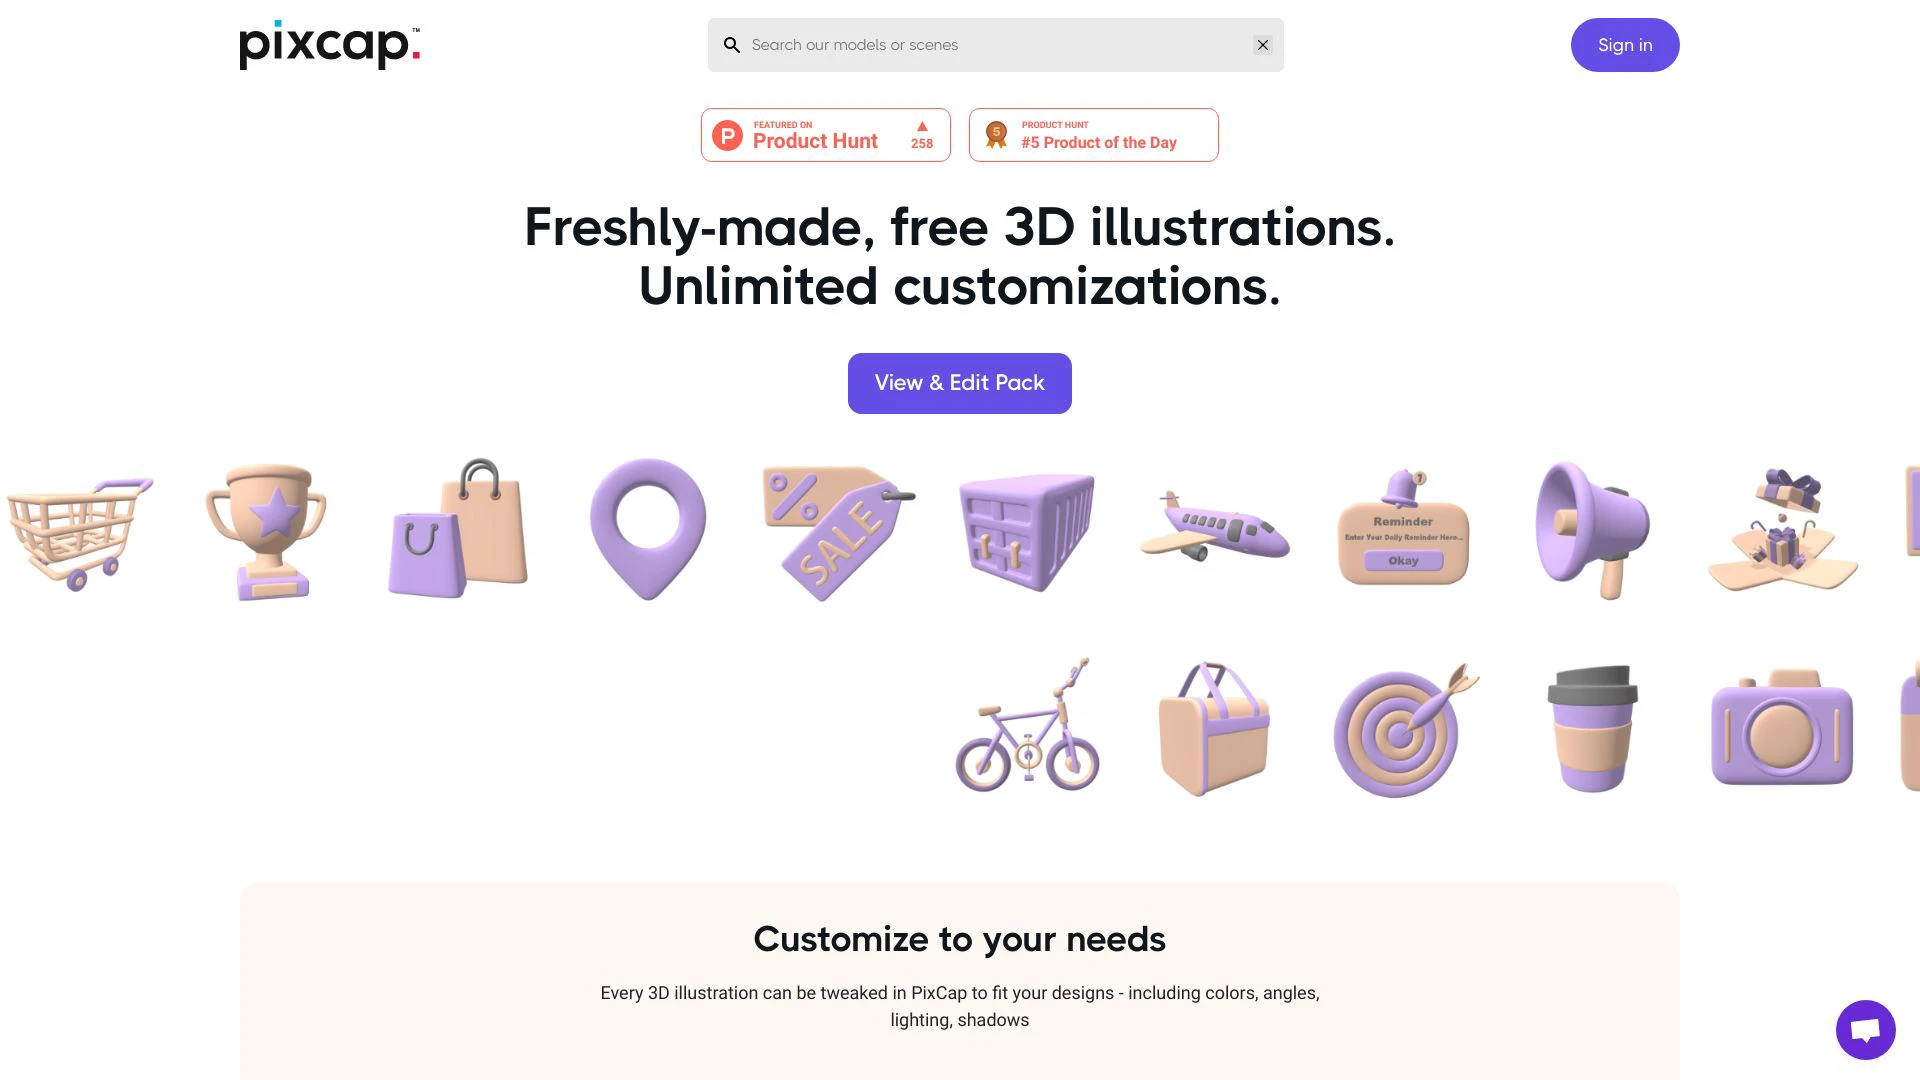 pixcap.™
Search our models or scenes
Sign in
FEATURED ON
Product Hunt
258
5
PRODUCT HUNT
#5 Product of the Day
Freshly-made, free 3D illustrations.
Unlimited customizations.
View & Edit Pack
%
SALE
1
Reminder
Enter Your Daily Reminder Here...
Okay
Customize to your needs
Every 3D illustration can be tweaked in PixCap to fit your designs - including colors, angles,
lighting, shadows